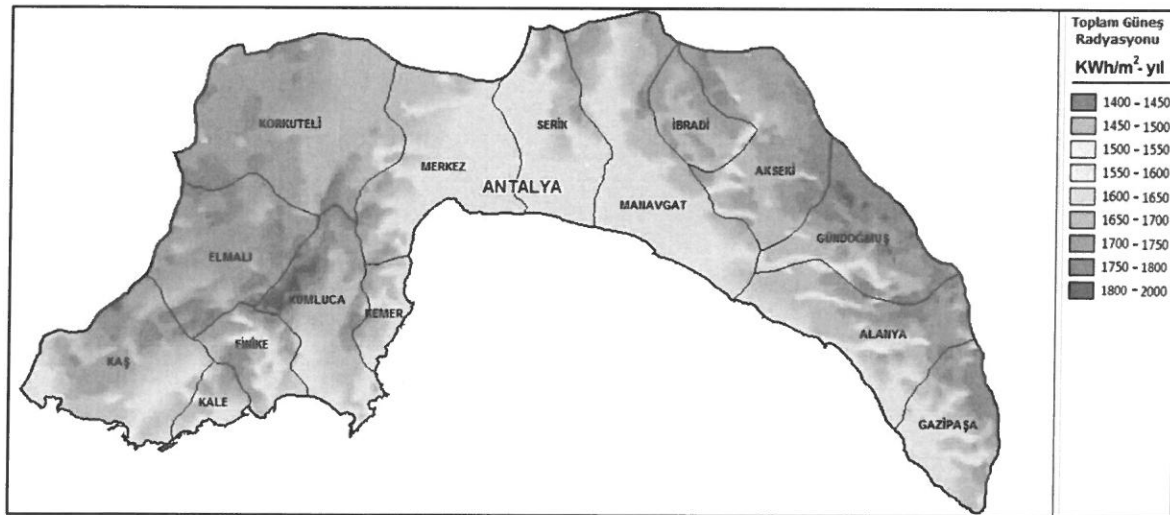 Toplam Güneş
Radyasyonu
KWh/m²- yıl
1400 - 1450
1450 - 1500
1500 - 1550
1550 - 1600
1600 - 1650
1650 - 1700
1700 - 1750
1750 - 1800
1800 - 2000
KORKUTELİ
SERİK
İBRADİ
MERKEZ
AKSEKİ
ANTALYA
MANAVGAT
GÜNDOĞMUŞ
ELMALI
KUMLUCA
KEMER
ALANYA
FİNİKE
KAŞ
KALE
GAZİPAŞA